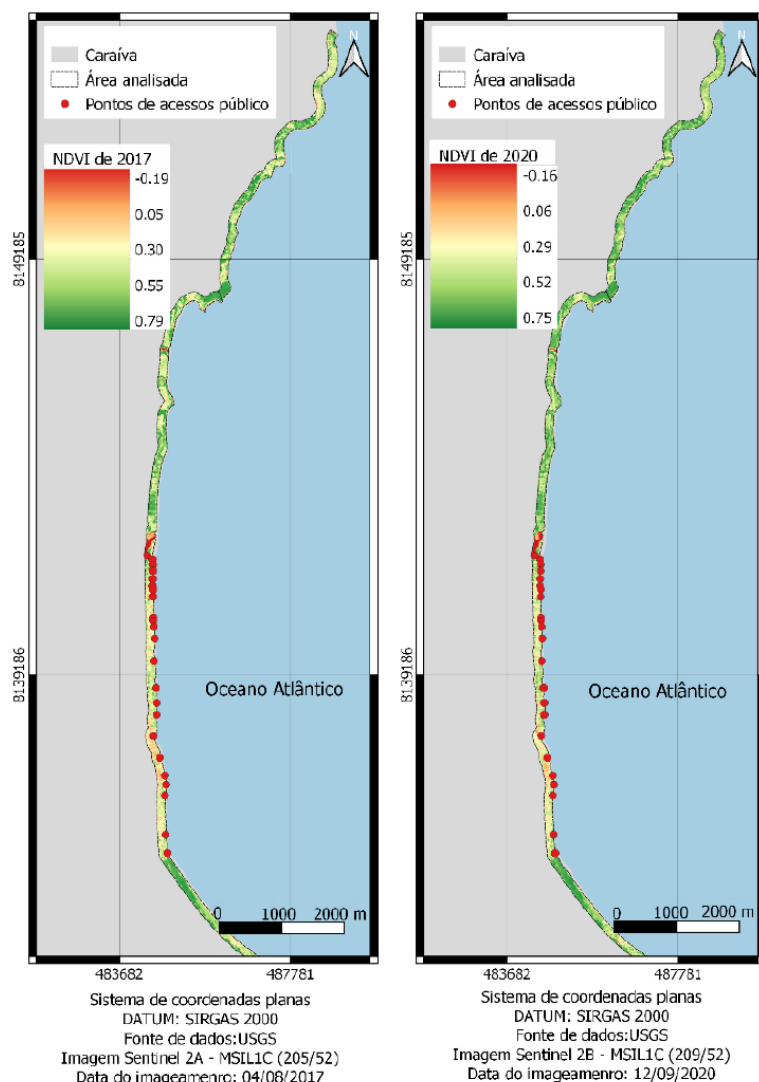 N
Caraíva
Área analisada
Pontos de acessos público
NDVI de 2017
-0.19
0.05
0.30
0.55
0.79
8149185
8139186
Oceano Atlântico
0 1000 2000 m
483682 487781
Sistema de coordenadas planas
DATUM: SIRGAS 2000
Fonte de dados:USGS
Imagem Sentinel 2A - MSIL1C (205/52)
Data do imageamenro: 04/08/2017
N
Caraíva
Área analisada
Pontos de acessos público
NDVI de 2020
-0.16
0.06
0.29
0.52
0.75
8149185
8139186
Oceano Atlântico
0 1000 2000 m
483682 487781
Sistema de coordenadas planas
DATUM: SIRGAS 2000
Fonte de dados:USGS
Imagem Sentinel 2B - MSIL1C (209/52)
Data do imageamenro: 12/09/2020